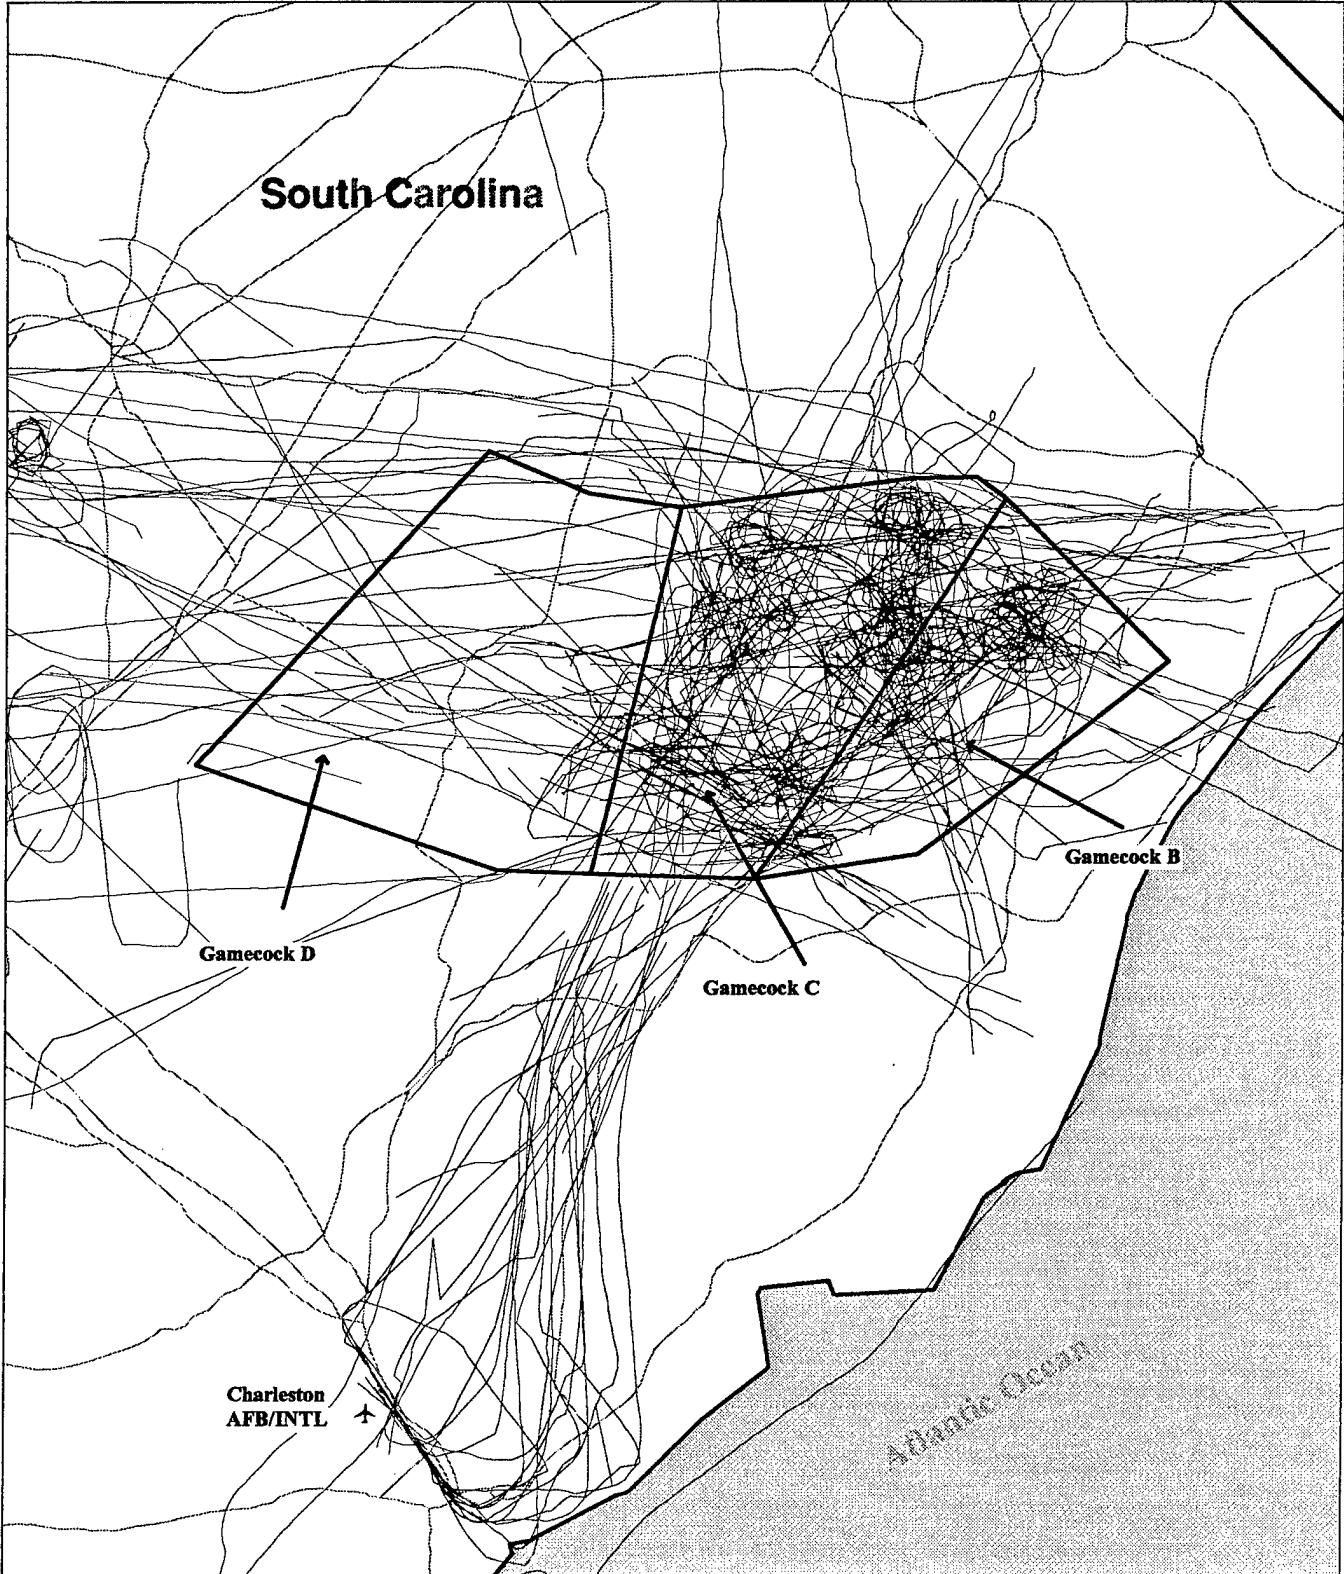 South Carolina
Gamecock B
Gamecock D
Gamecock C
Charleston
AFB/INTL
Atlantic Ocean